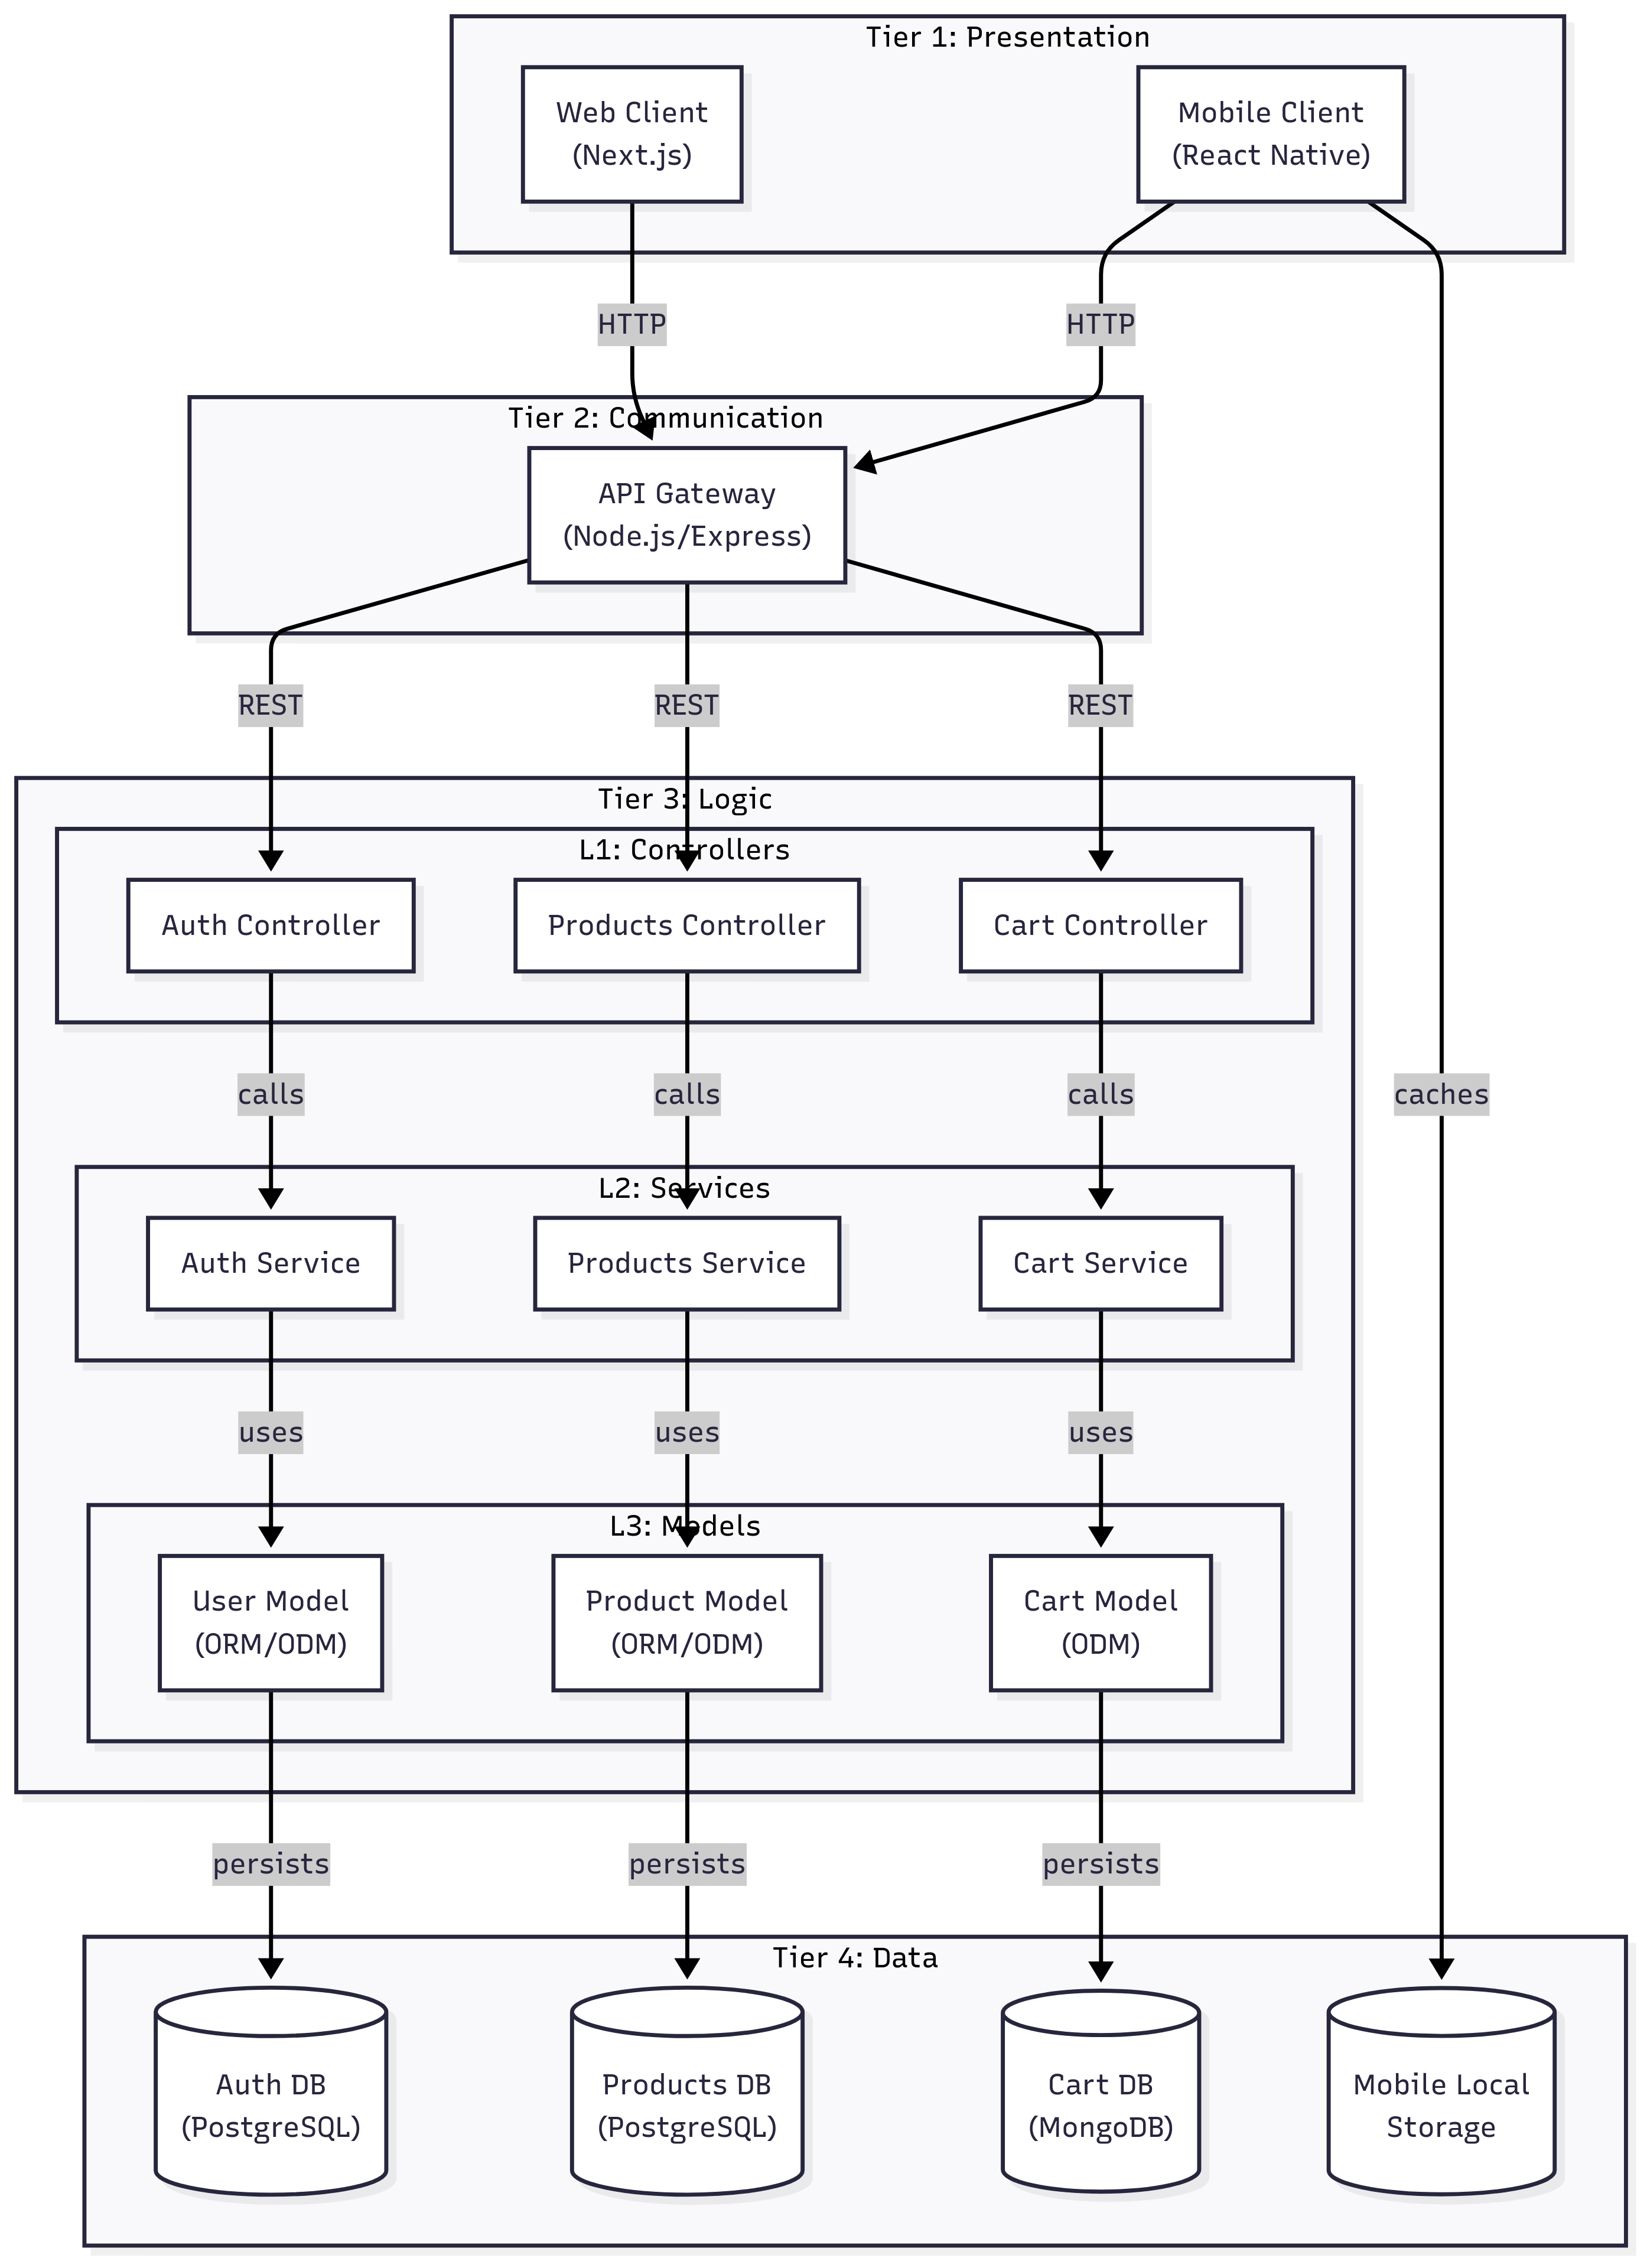 Tier 1: Presentation
Web Client
(Next.js)
Mobile Client
(React Native)
HTTP
HTTP
Tier 2: Communication
API Gateway
(Node.js/Express)
REST
REST
REST
Tier 3: Logic
L1: Controllers
Auth Controller
Products Controller
Cart Controller
calls
calls
calls
caches
L2: Services
Auth Service
Products Service
Cart Service
uses
uses
uses
L3: Models
User Model
(ORM/ODM)
Product Model
(ORM/ODM)
Cart Model
(ODM)
persists
persists
persists
Tier 4: Data
Auth DB
(PostgreSQL)
Products DB
(PostgreSQL)
Cart DB
(MongoDB)
Mobile Local
Storage